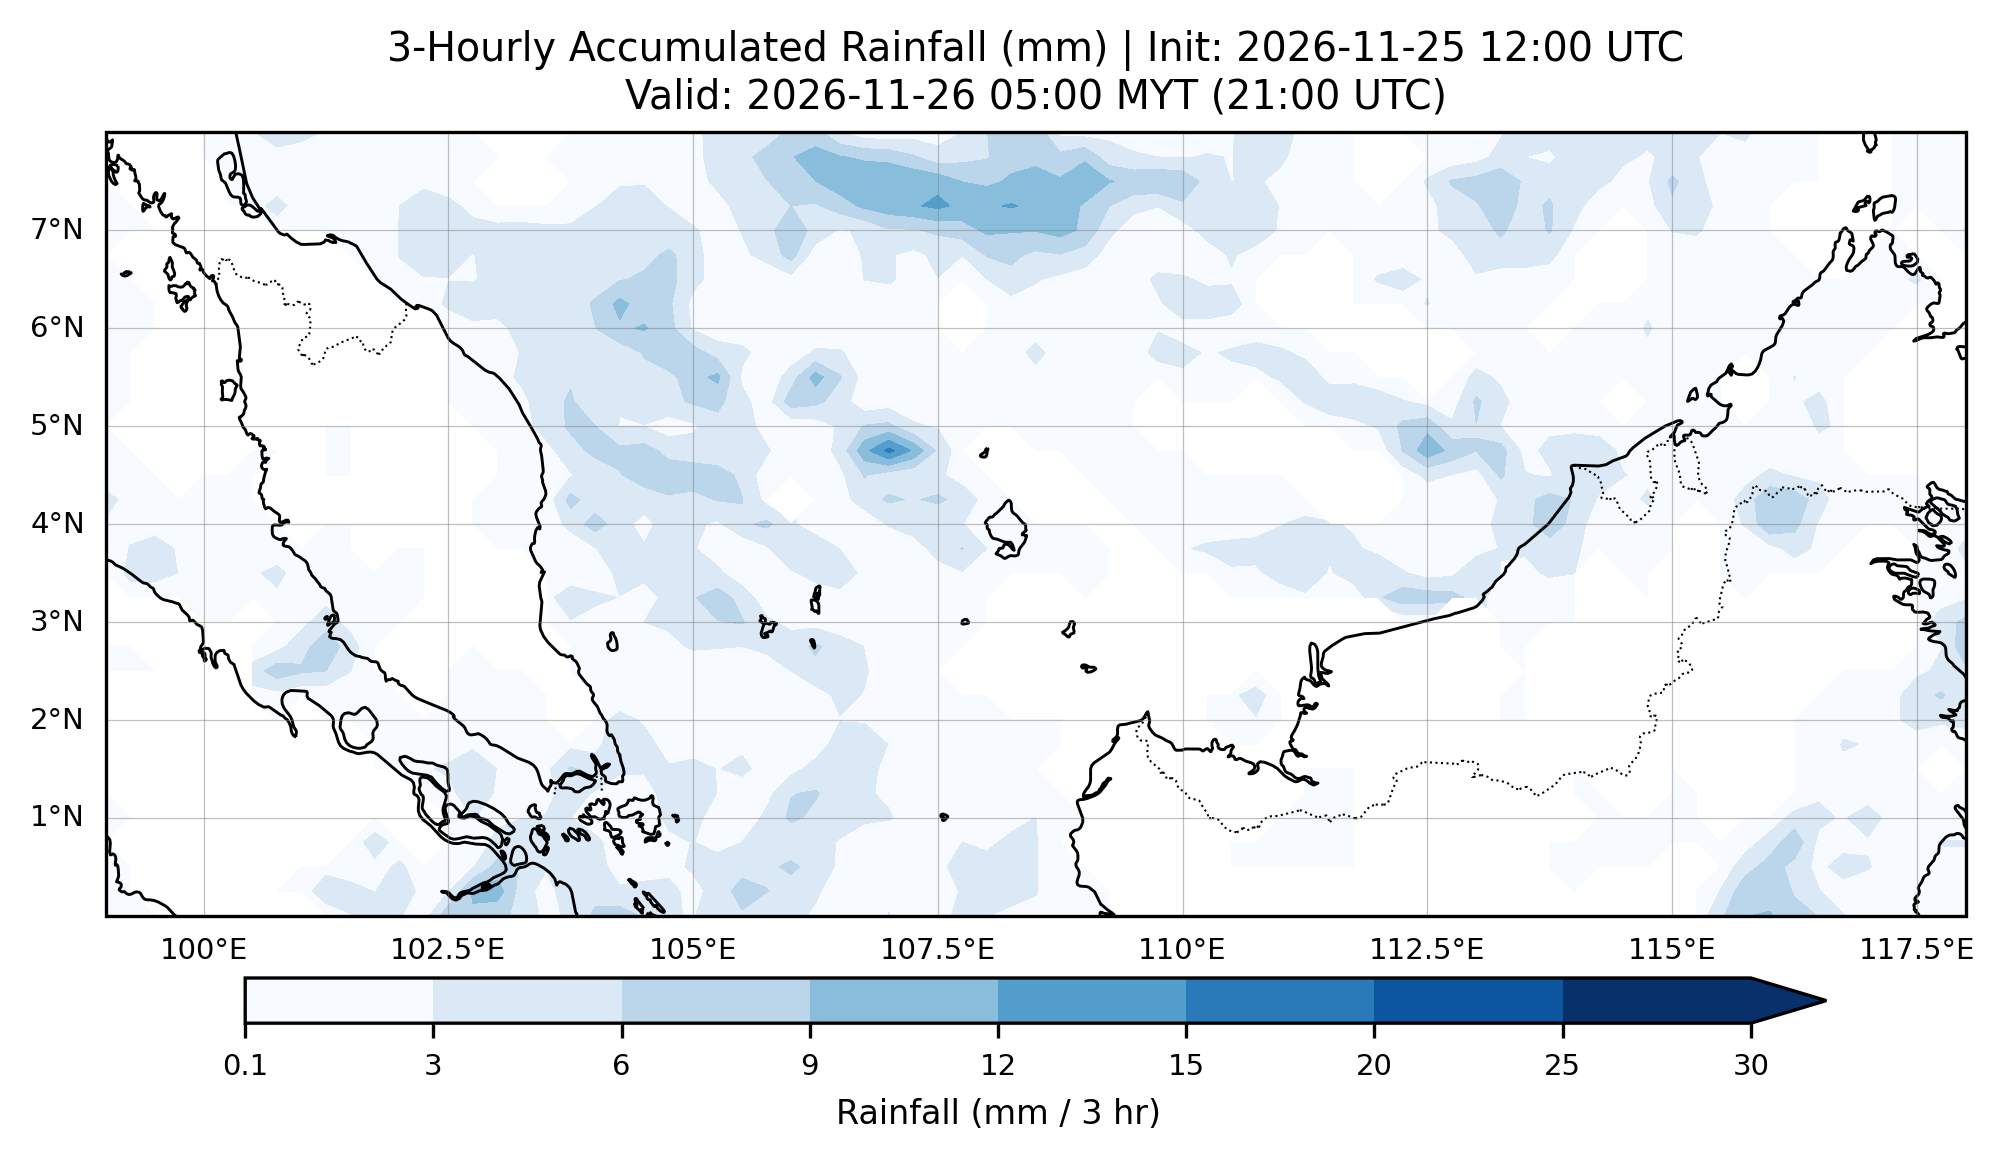 3-Hourly Accumulated Rainfall (mm) | Init: 2026-11-25 12:00 UTC
Valid: 2026-11-26 05:00 MYT (21:00 UTC)
7°N
6°N
5°N
4°N
3°N
2°N
1°N
100°E 102.5°E 105°E 107.5°E 110°E 112.5°E 115°E 117.5°E
0.1 3 6 9 12 15 20 25 30
Rainfall (mm / 3 hr)